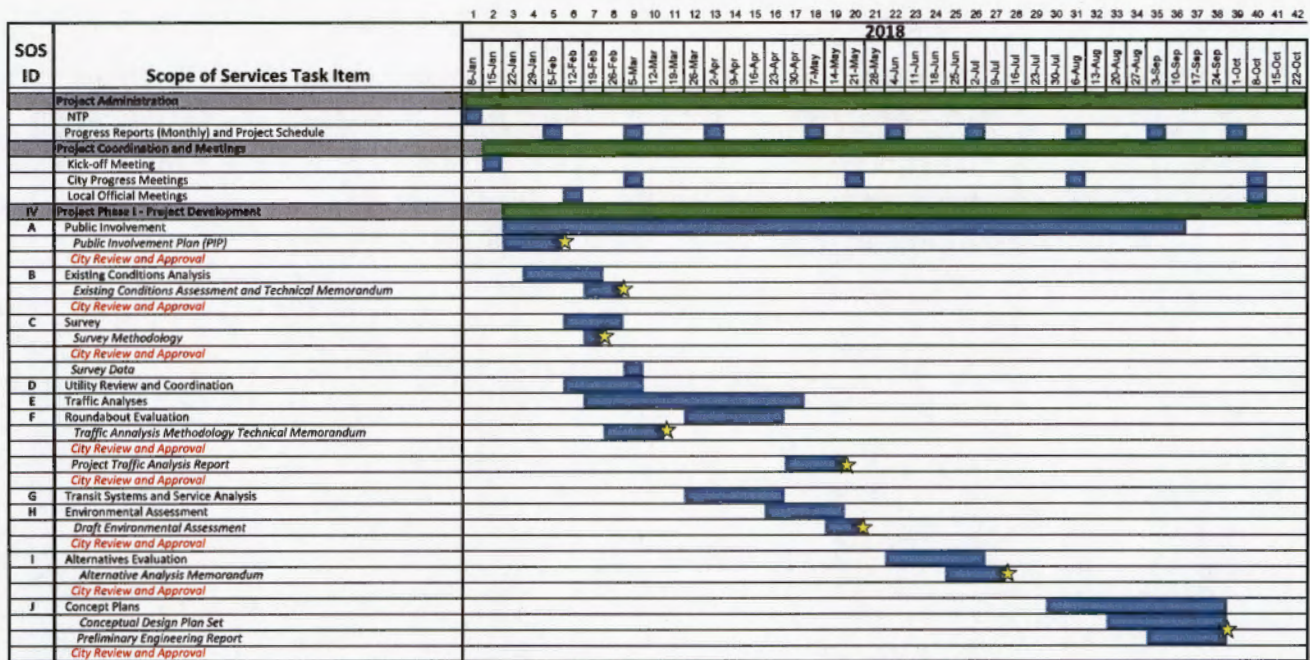 1 2 3 4 5 6 7 8 9 10 11 12 13 14 15 16 17 18 19 20 21 22 23 24 25 26 27 28 29 30 31 32 33 34 35 36 37 38 39 40 41 42
2018
SOS ID Scope of Services Task Item 8-Jan 15-Jan 22-Jan 29-Jan 5-Feb 12-Feb 19-Feb 26-Feb 5-Mar 12-Mar 19-Mar 26-Mar 2-Apr 9-Apr 16-Apr 23-Apr 30-Apr 7-May 14-May 21-May 28-May 4-Jun 11-Jun 18-Jun 25-Jun 2-Jul 9-Jul 16-Jul 23-Jul 30-Jul 6-Aug 13-Aug 20-Aug 27-Aug 3-Sep 10-Sep 17-Sep 24-Sep 1-Oct 8-Oct 15-Oct 22-Oct
Project Administration
NTP
Progress Reports (Monthly) and Project Schedule
Project Coordination and Meetings
Kick-off Meeting
City Progress Meetings
Local Official Meetings
IV Project Phase I - Project Development
A Public Involvement
Public Involvement Plan (PIP)
City Review and Approval
B Existing Conditions Analysis
Existing Conditions Assessment and Technical Memorandum
City Review and Approval
C Survey
Survey Methodology
City Review and Approval
Survey Data
D Utility Review and Coordination
E Traffic Analyses
F Roundabout Evaluation
Traffic Annalysis Methodology Technical Memorandum
City Review and Approval
Project Traffic Analysis Report
City Review and Approval
G Transit Systems and Service Analysis
H Environmental Assessment
Draft Environmental Assessment
City Review and Approval
I Alternatives Evaluation
Alternative Analysis Memorandum
City Review and Approval
J Concept Plans
Conceptual Design Plan Set
Preliminary Engineering Report
City Review and Approval